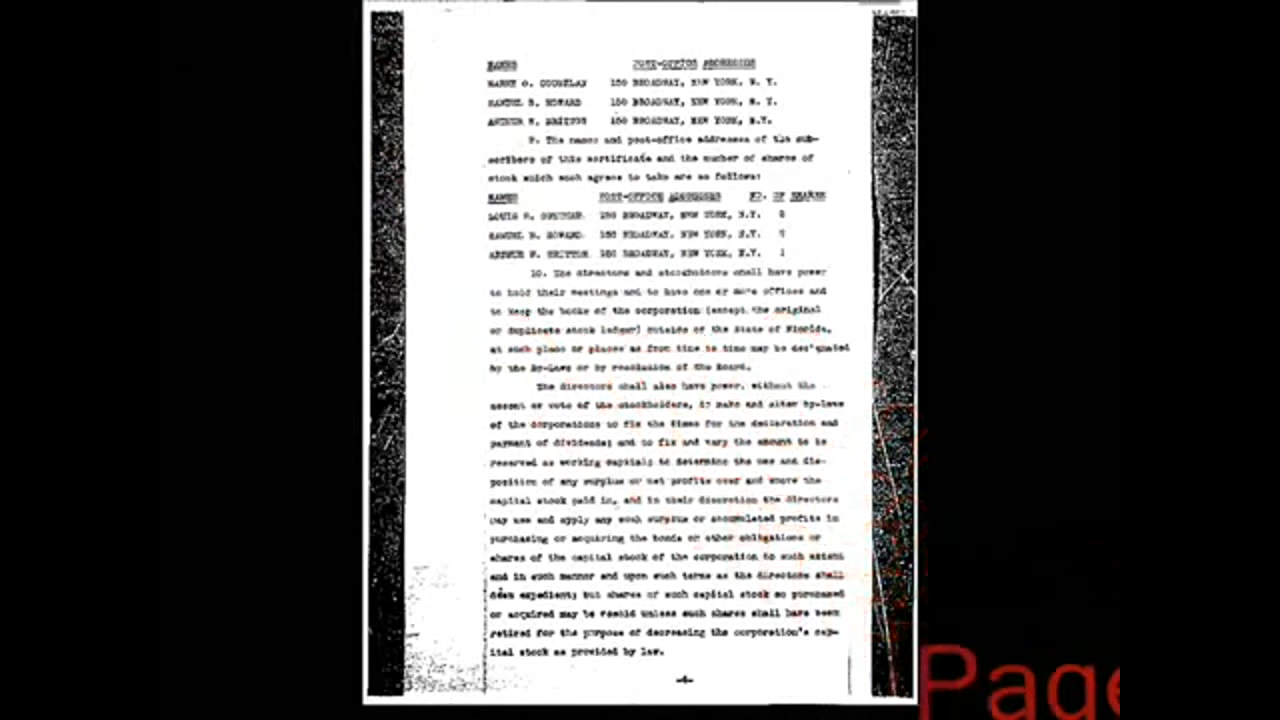 NAMES POST-OFFICE ADDRESSES
HARRY O. 150 BROADWAY, NEW YORK, N. Y.
SAMUEL B. HOWARD 150 BROADWAY, NEW YORK, N. Y.
ARTHUR W. BRITTON 150 BROADWAY, NEW YORK, N.Y.
9. The names and post-office addresses of the sub-
scribers of this certificate and the number of shares of
stock which each agrees to take are as follows:
NAMES POST-OFFICE ADDRESSES NO. OF SHARES
LOUIS 150 BROADWAY, NEW YORK, N.Y.
SAMUEL B. HOWARD 150 BROADWAY, NEW YORK, N.Y.
ARTHUR W. BRITTON 150 BROADWAY, NEW YORK, N.Y. 1
10. The directors and stockholders shall have power
to hold their meetings and to have one or more offices and
to keep the books of the corporation (except the original
or duplicate stock ledger) outside of the State of Florida,
at such place or places as from time to time may be designated
by the By-Laws or by resolution of the Board.
The directors shall also have power, without the
assent or vote of the stockholders, to make and alter by-laws
of the corporation; to fix the times for the declaration and
payment of dividends; and to fix and vary the amount to be
reserved as working capital; to determine the use and dis-
position of any surplus or net profits over and above the
capital stock paid in, and in their discretion the directors
may use and apply any such surplus or accumulated profits in
purchasing or acquiring the bonds or other obligations or
shares of the capital stock of the corporation to such extent
and in such manner and upon such terms as the directors shall
deem expedient; but shares of such capital stock so purchased
or acquired may be resold unless such shares shall have been
retired for the purpose of decreasing the corporation's cap-
ital stock as provided by law.
-4-
Page